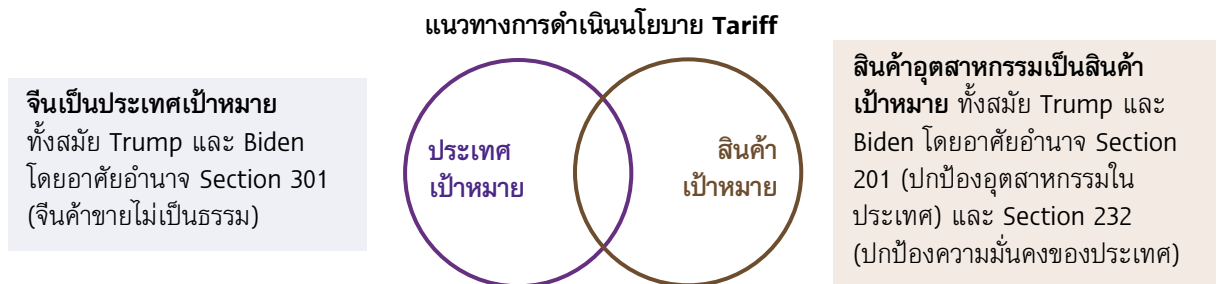 แนวทางการดำเนินนโยบาย Tariff
จีนเป็นประเทศเป้าหมาย
ทั้งสมัย Trump และ Biden
โดยอาศัยอำนาจ Section 301
(จีนค้าขายไม่เป็นธรรม)
ประเทศ
เป้าหมาย
สินค้า
เป้าหมาย
สินค้าอุตสาหกรรมเป็นสินค้า
เป้าหมาย ทั้งสมัย Trump และ
Biden โดยอาศัยอำนาจ Section
201 (ปกป้องอุตสาหกรรมใน
ประเทศ) และ Section 232
(ปกป้องความมั่นคงของประเทศ)